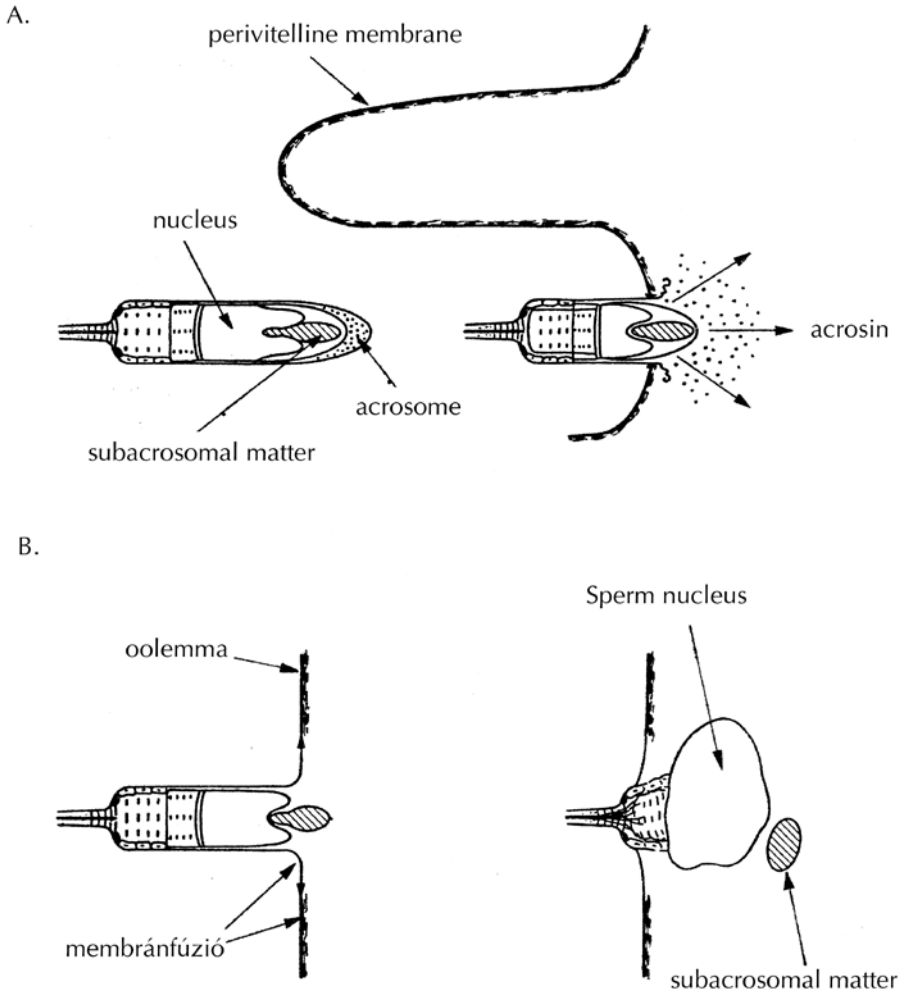 A.
perivitelline membrane
nucleus
acrosin
acrosome
subacrosomal matter
B.
Sperm nucleus
oolemma
membránfúzió
subacrosomal matter